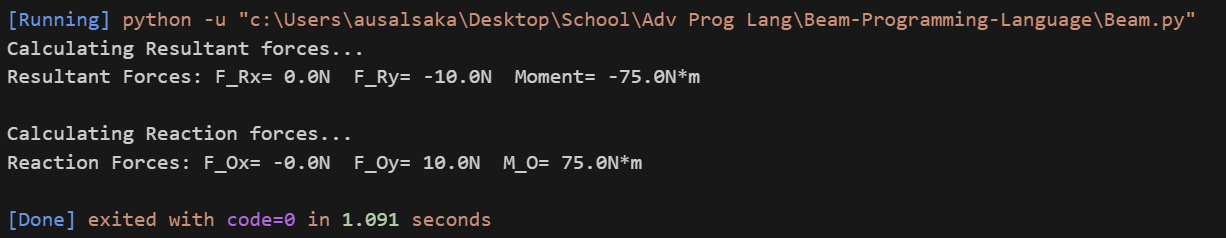 [Running] python -u "c:\Users\ausalsaka\Desktop\School\Adv Prog Lang\Beam-Programming-Language\Beam.py"
Calculating Resultant forces...
Resultant Forces: F_Rx= 0.0N  F_Ry= -10.0N  Moment= -75.0N*m
Calculating Reaction forces...
Reaction Forces: F_Ox= -0.0N  F_Oy= 10.0N  M_O= 75.0N*m
[Done] exited with code=0 in 1.091 seconds